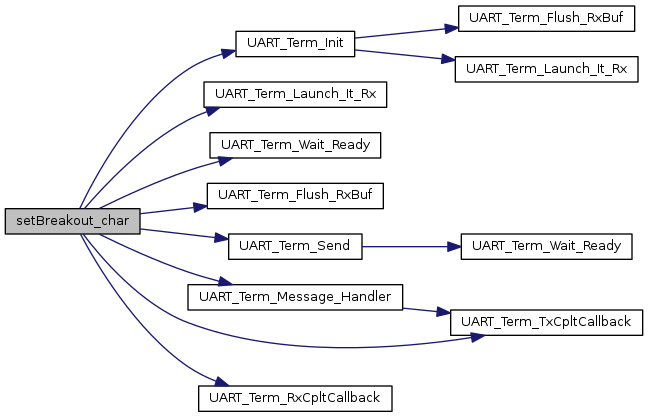 setBreakout_char
UART_Term_Init
UART_Term_Flush_RxBuf
UART_Term_Launch_It_Rx
UART_Term_Launch_It_Rx
UART_Term_Wait_Ready
UART_Term_Flush_RxBuf
UART_Term_Send
UART_Term_Wait_Ready
UART_Term_Message_Handler
UART_Term_TxCpltCallback
UART_Term_RxCpltCallback